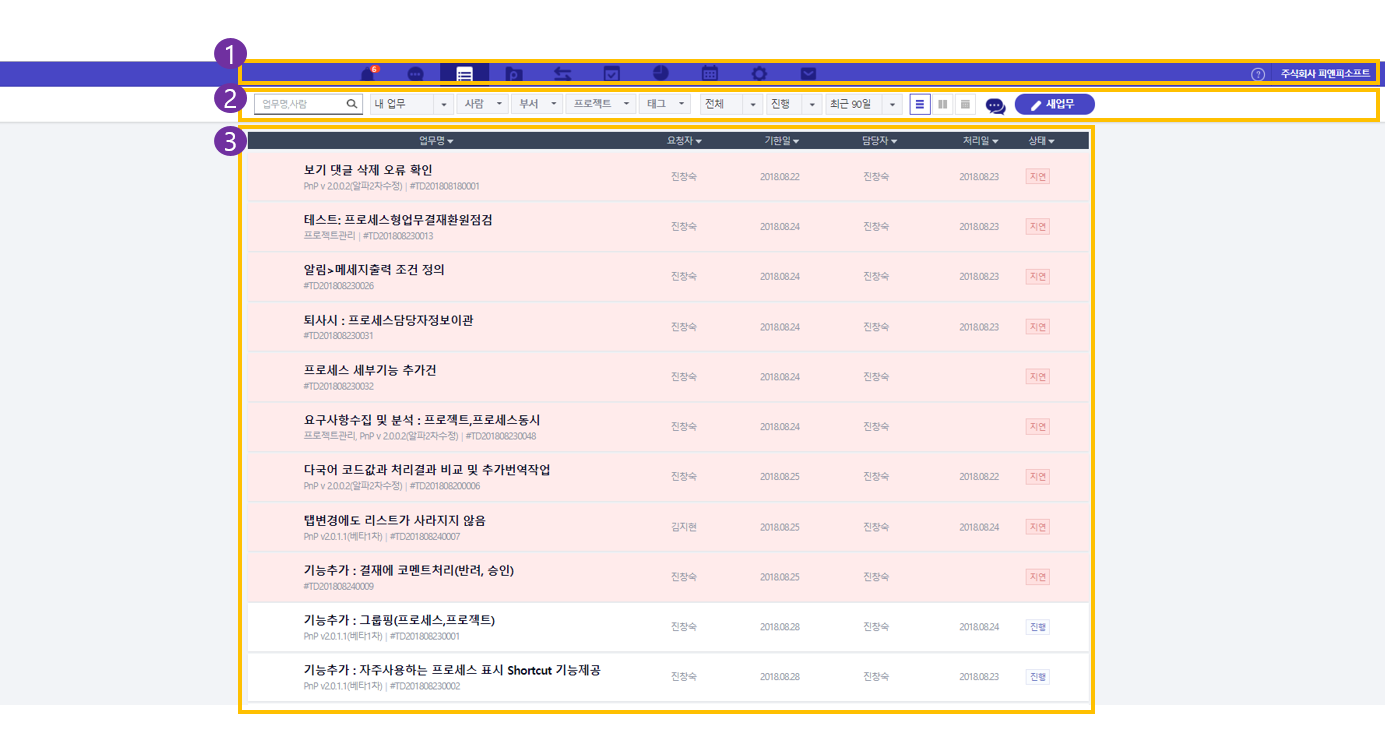 1
6
? 주식회사 피앤피소프트
2
업무명,사람 내 업무 사람 부서 프로젝트 태그 전체 진행 최근 90일 새업무
3
업무명 요청자 기한일 담당자 처리일 상태
보기 댓글 삭제 오류 확인
PnP v 2.0.0.2(알파2차수정) | #TD201808180001
진창숙 2018.08.22 진창숙 2018.08.23 지연
테스트: 프로세스형업무결재환원점검
프로젝트관리 | #TD201808230013
진창숙 2018.08.24 진창숙 2018.08.23 지연
알림>메세지출력 조건 정의
#TD201808230026
진창숙 2018.08.24 진창숙 2018.08.23 지연
퇴사시 : 프로세스담당자정보이관
#TD201808230031
진창숙 2018.08.24 진창숙 2018.08.23 지연
프로세스 세부기능 추가건
#TD201808230032
진창숙 2018.08.24 진창숙 지연
요구사항수집 및 분석 : 프로젝트,프로세스동시
프로젝트관리, PnP v 2.0.0.2(알파2차수정) | #TD201808230048
진창숙 2018.08.24 진창숙 지연
다국어 코드값과 처리결과 비교 및 추가번역작업
PnP v 2.0.0.2(알파2차수정) | #TD201808200006
진창숙 2018.08.25 진창숙 2018.08.22 지연
탭변경에도 리스트가 사라지지 않음
PnP v2.0.1.1(베타1차) | #TD201808240007
김지현 2018.08.25 진창숙 2018.08.24 지연
기능추가 : 결재에 코멘트처리(반려, 승인)
#TD201808240009
진창숙 2018.08.25 진창숙 지연
기능추가 : 그룹핑(프로세스,프로젝트)
PnP v2.0.1.1(베타1차) | #TD201808230001
진창숙 2018.08.28 진창숙 2018.08.24 진행
기능추가 : 자주사용하는 프로세스 표시 Shortcut 기능제공
PnP v2.0.1.1(베타1차) | #TD201808230002
진창숙 2018.08.28 진창숙 2018.08.23 진행